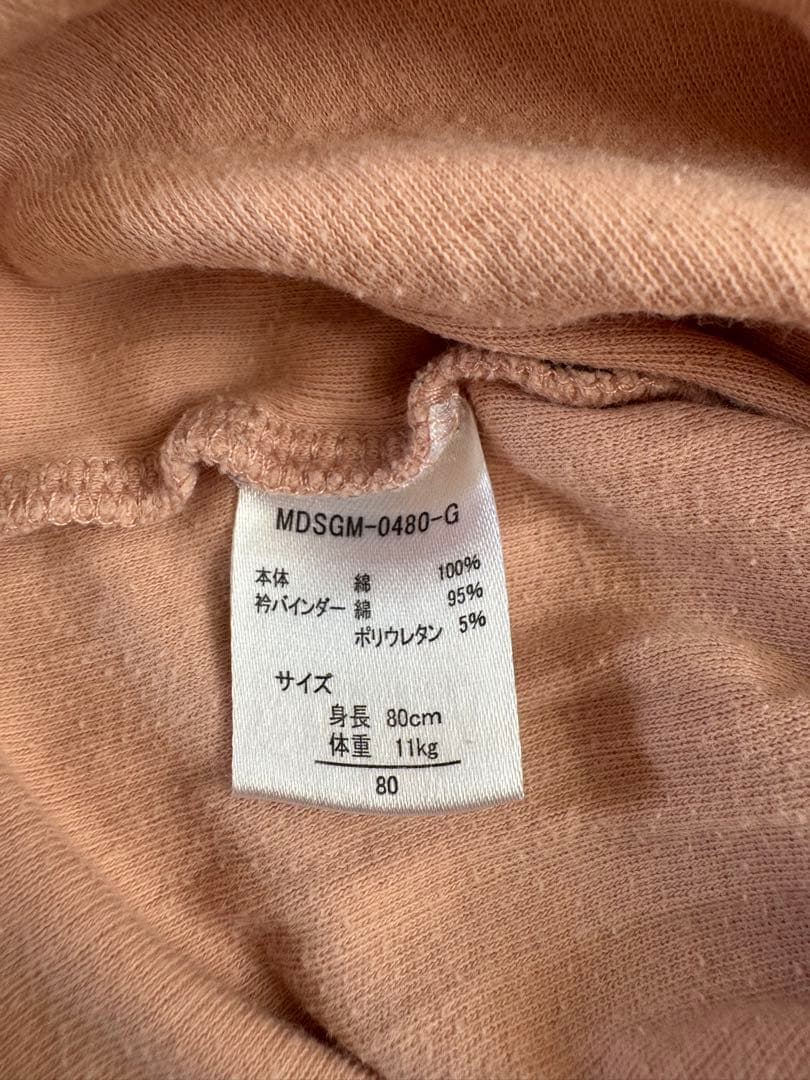 MDSGM-0480-G
本体 綿 100%
衿バインダー 綿 95%
ポリウレタン 5%
サイズ
身長 80cm
体重 11kg
80